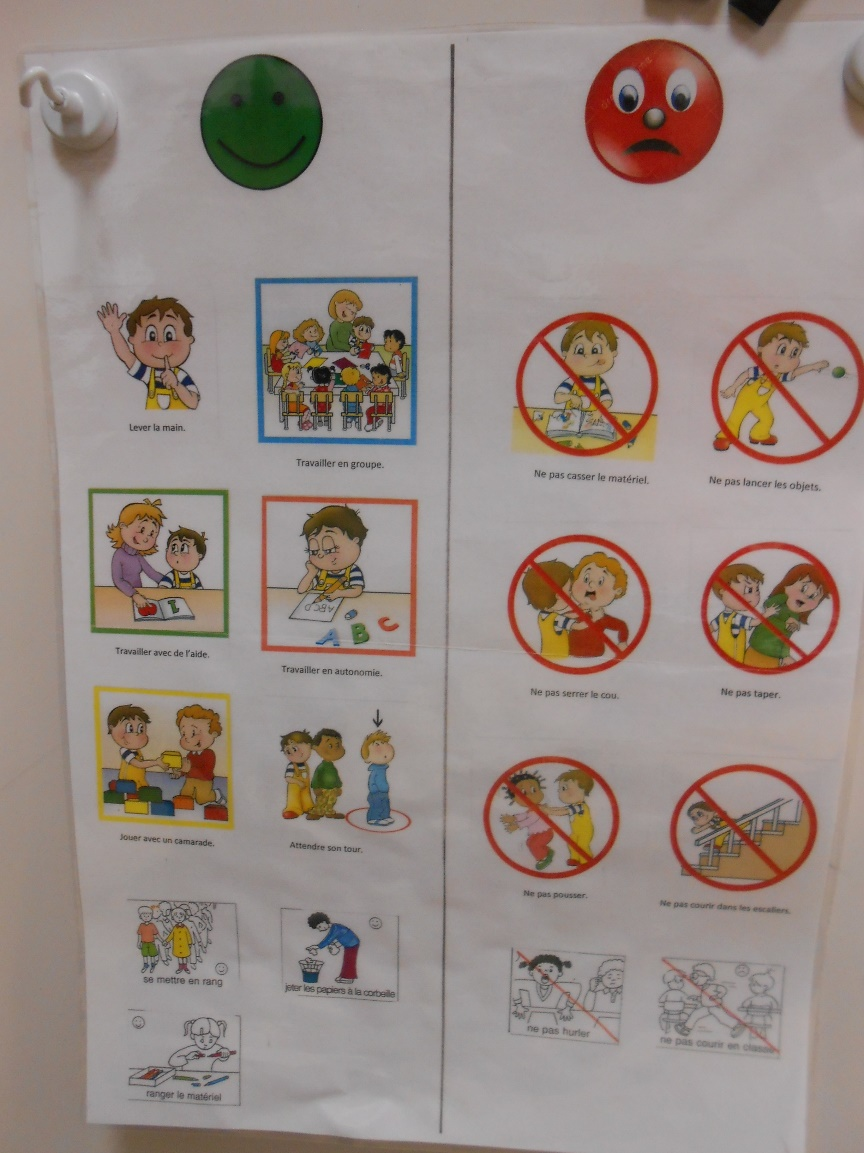 Lever la main.
Travailler en groupe.
Travailler avec de l'aide.
ABCD
A B C
Travailler en autonomie.
Jouer avec un camarade.
Attendre son tour.
se mettre en rang
jeter les papiers à la corbeille
ranger le matériel
Ne pas casser le matériel.
Ne pas lancer les objets.
Ne pas serrer le cou.
Ne pas taper.
Ne pas pousser.
Ne pas courir dans les escaliers.
ne pas hurler
ne pas courir en classe